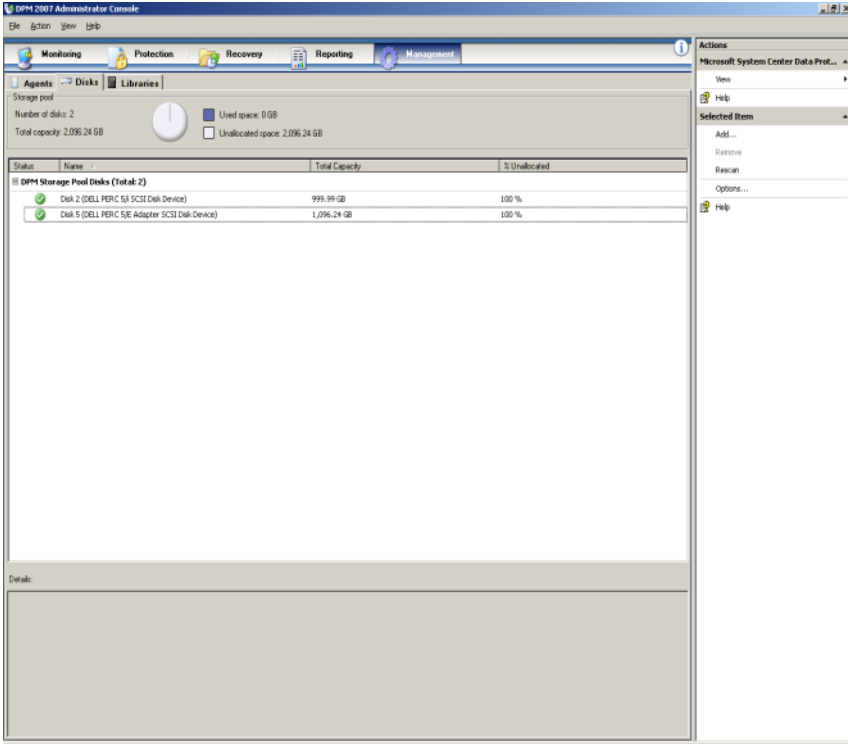 DPM 2007 Administrator Console
File Action View Help
Monitoring Protection Recovery Reporting Management
Agents Disks Libraries
Storage pool
Number of disks: 2
Used space: 0 GB
Total capacity: 2,096.24 GB
Unallocated space: 2,096.24 GB
Status Name Total Capacity % Unallocated
DPM Storage Pool Disks (Total: 2)
Disk 2 (DELL PERC 5/i SCSI Disk Device) 999.99 GB 100 %
Disk 5 (DELL PERC 5/E Adapter SCSI Disk Device) 1,096.24 GB 100 %
Details:
Actions
Microsoft System Center Data Prot...
View
Help
Selected Item
Add...
Remove
Rescan
Options...
Help